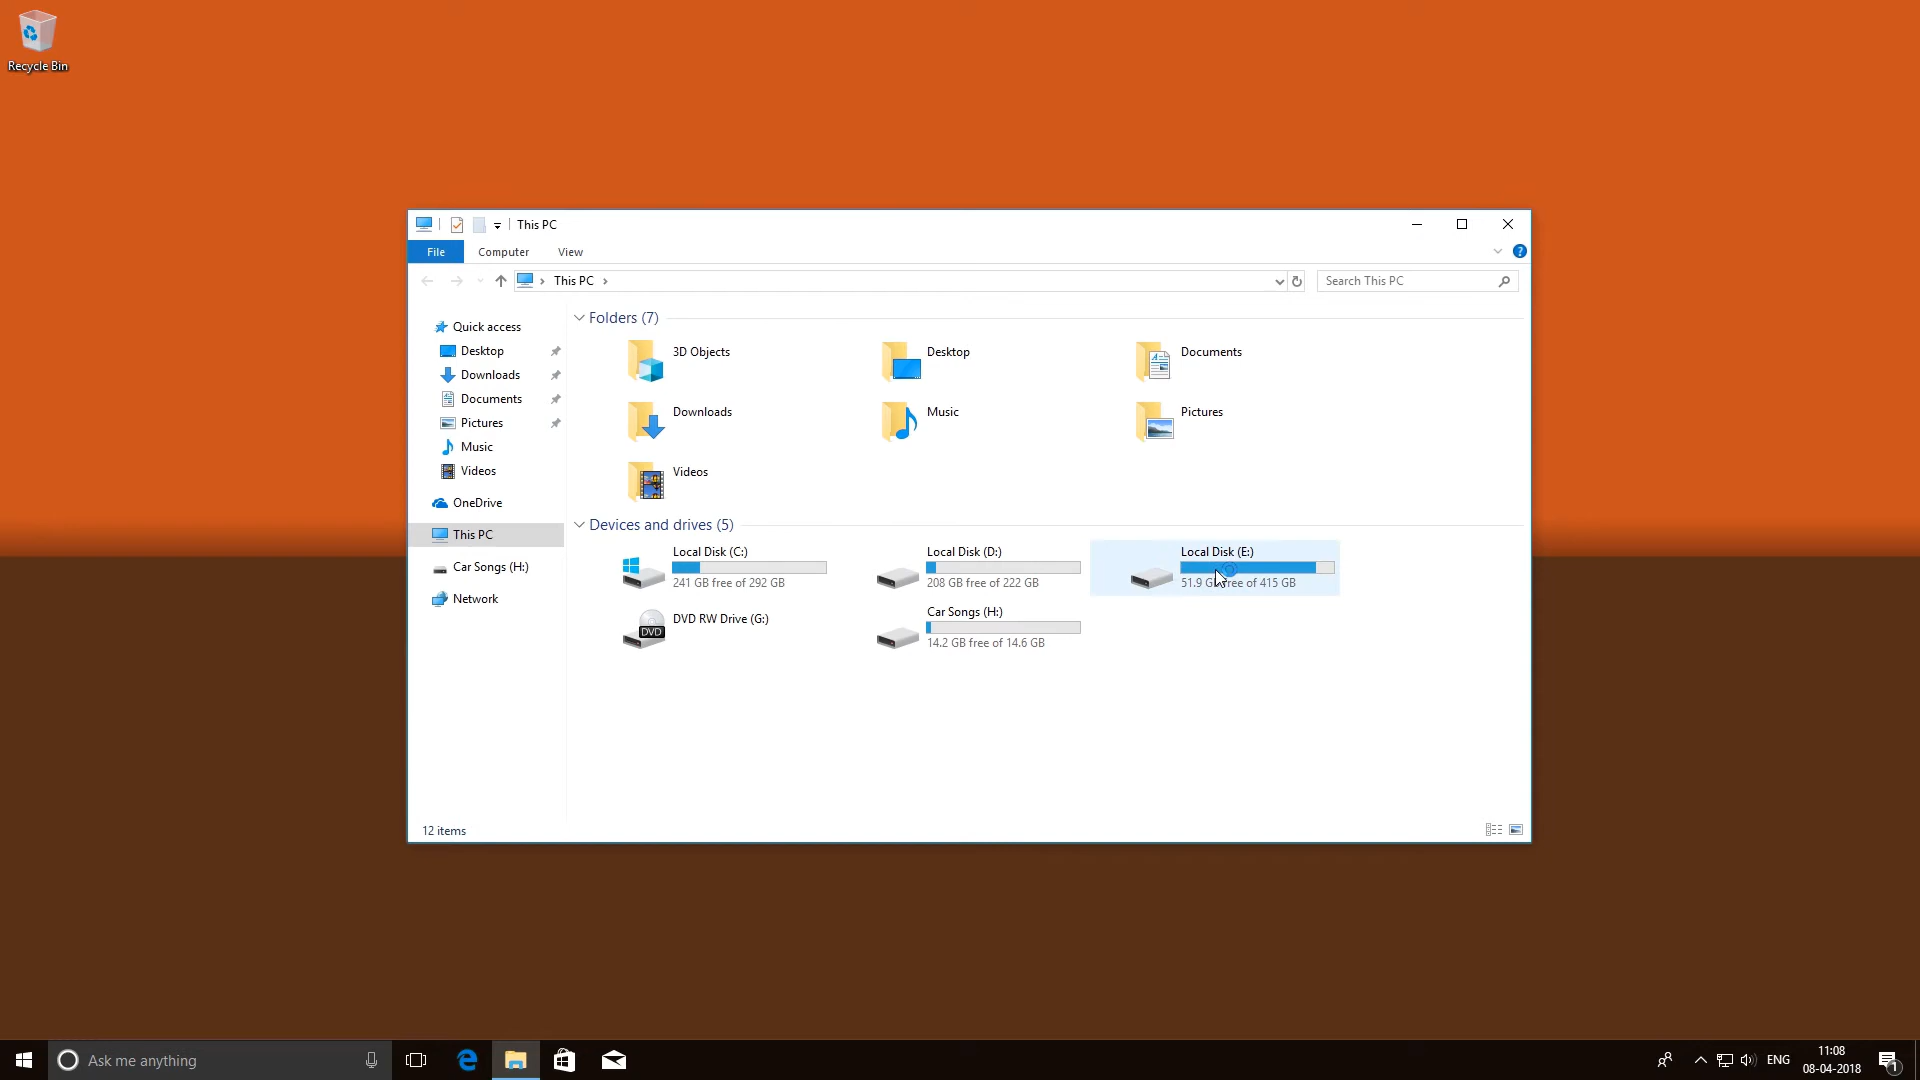 Recycle Bin
This PC
File
Computer
View
This PC
Search This PC
Quick access
Desktop
Downloads
Documents
Pictures
Music
Videos
OneDrive
This PC
Car Songs (H:)
Network
Folders (7)
3D Objects
Desktop
Documents
Downloads
Music
Pictures
Videos
Devices and drives (5)
Local Disk (C:)
241 GB free of 292 GB
Local Disk (D:)
208 GB free of 222 GB
Local Disk (E:)
51.9 GB free of 415 GB
DVD RW Drive (G:)
DVD
Car Songs (H:)
14.2 GB free of 14.6 GB
12 items
Ask me anything
ENG
11:08
08-04-2018
1